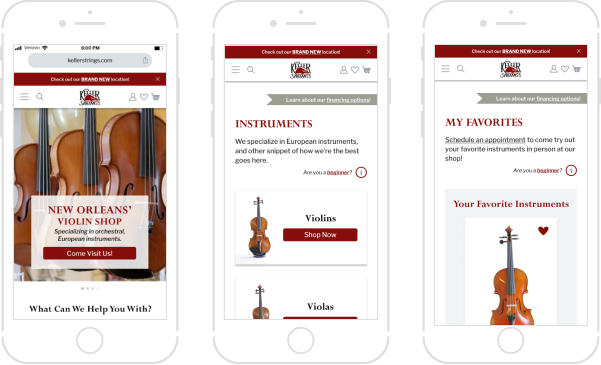 Verizon
8:00 PM
kellerstrings.com
Check out our BRAND NEW location!
KELLER
STRINGS
NEW ORLEANS'
VIOLIN SHOP
Specializing in orchestral,
European instruments.
Come Visit Us!
What Can We Help You With?
Check out our BRAND NEW location!
KELLER
STRINGS
Learn about our financing options!
INSTRUMENTS
We specialize in European instruments,
and other snippet of how we're the best
goes here.
Are you a beginner?
Violins
Shop Now
Violas
Check out our BRAND NEW location!
KELLER
STRINGS
Learn about our financing options!
MY FAVORITES
Schedule an appointment to come try out
your favorite instruments in person at our
shop!
Are you a beginner?
Your Favorite Instruments